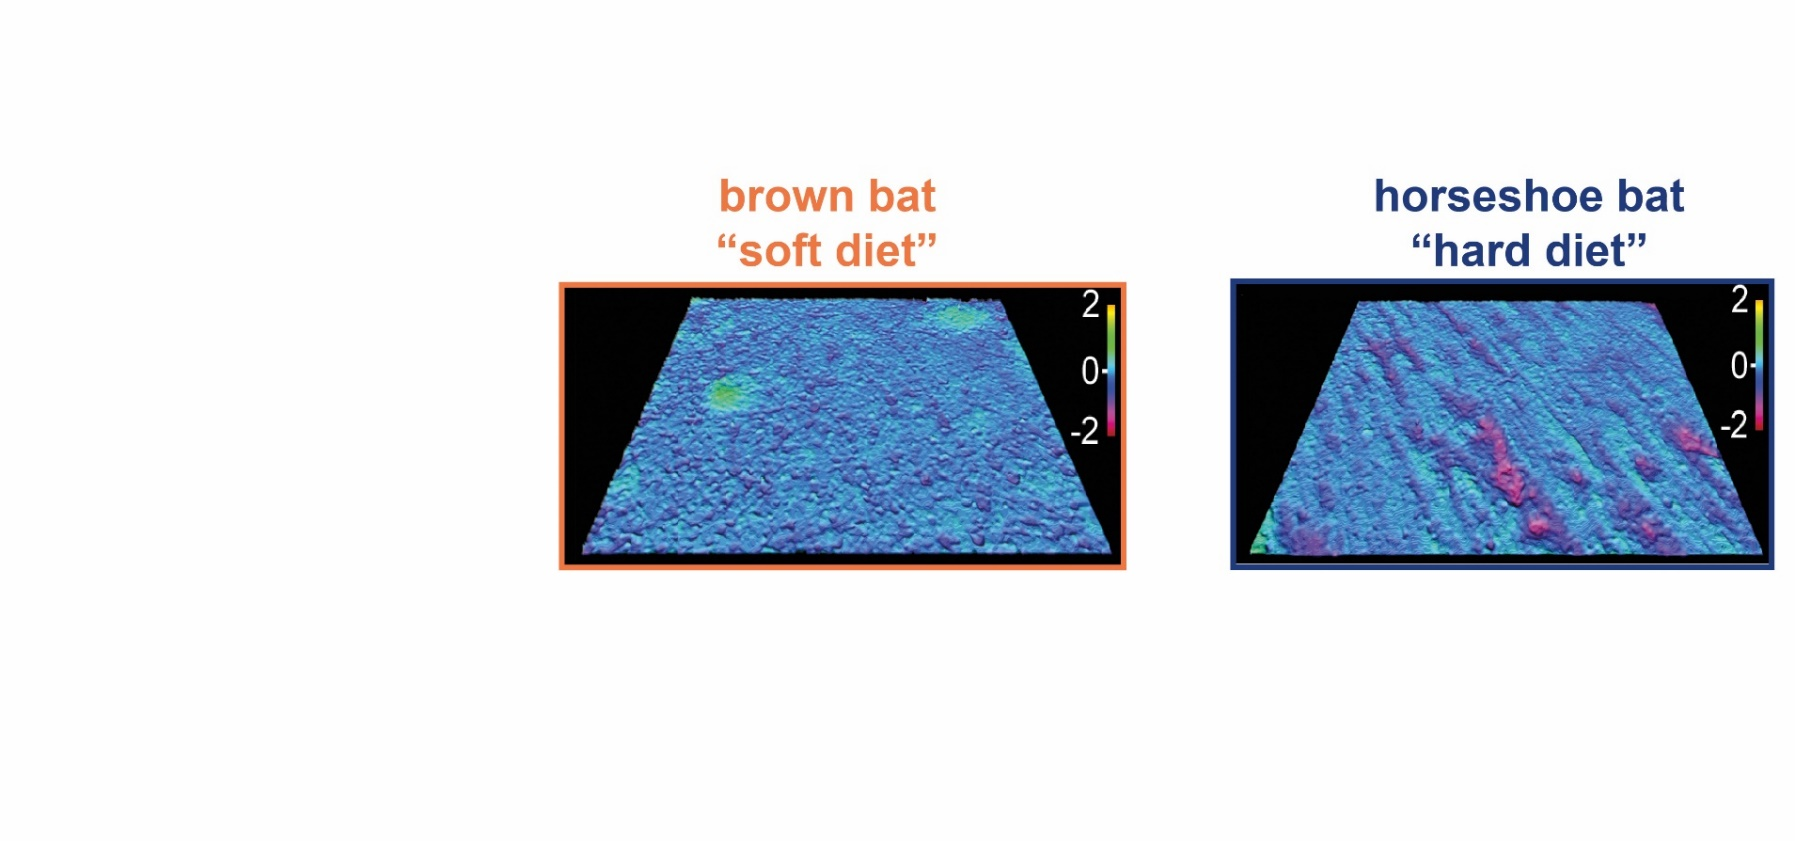 brown bat
“soft diet”
2
0
-2
horseshoe bat
“hard diet”
2
0
-2